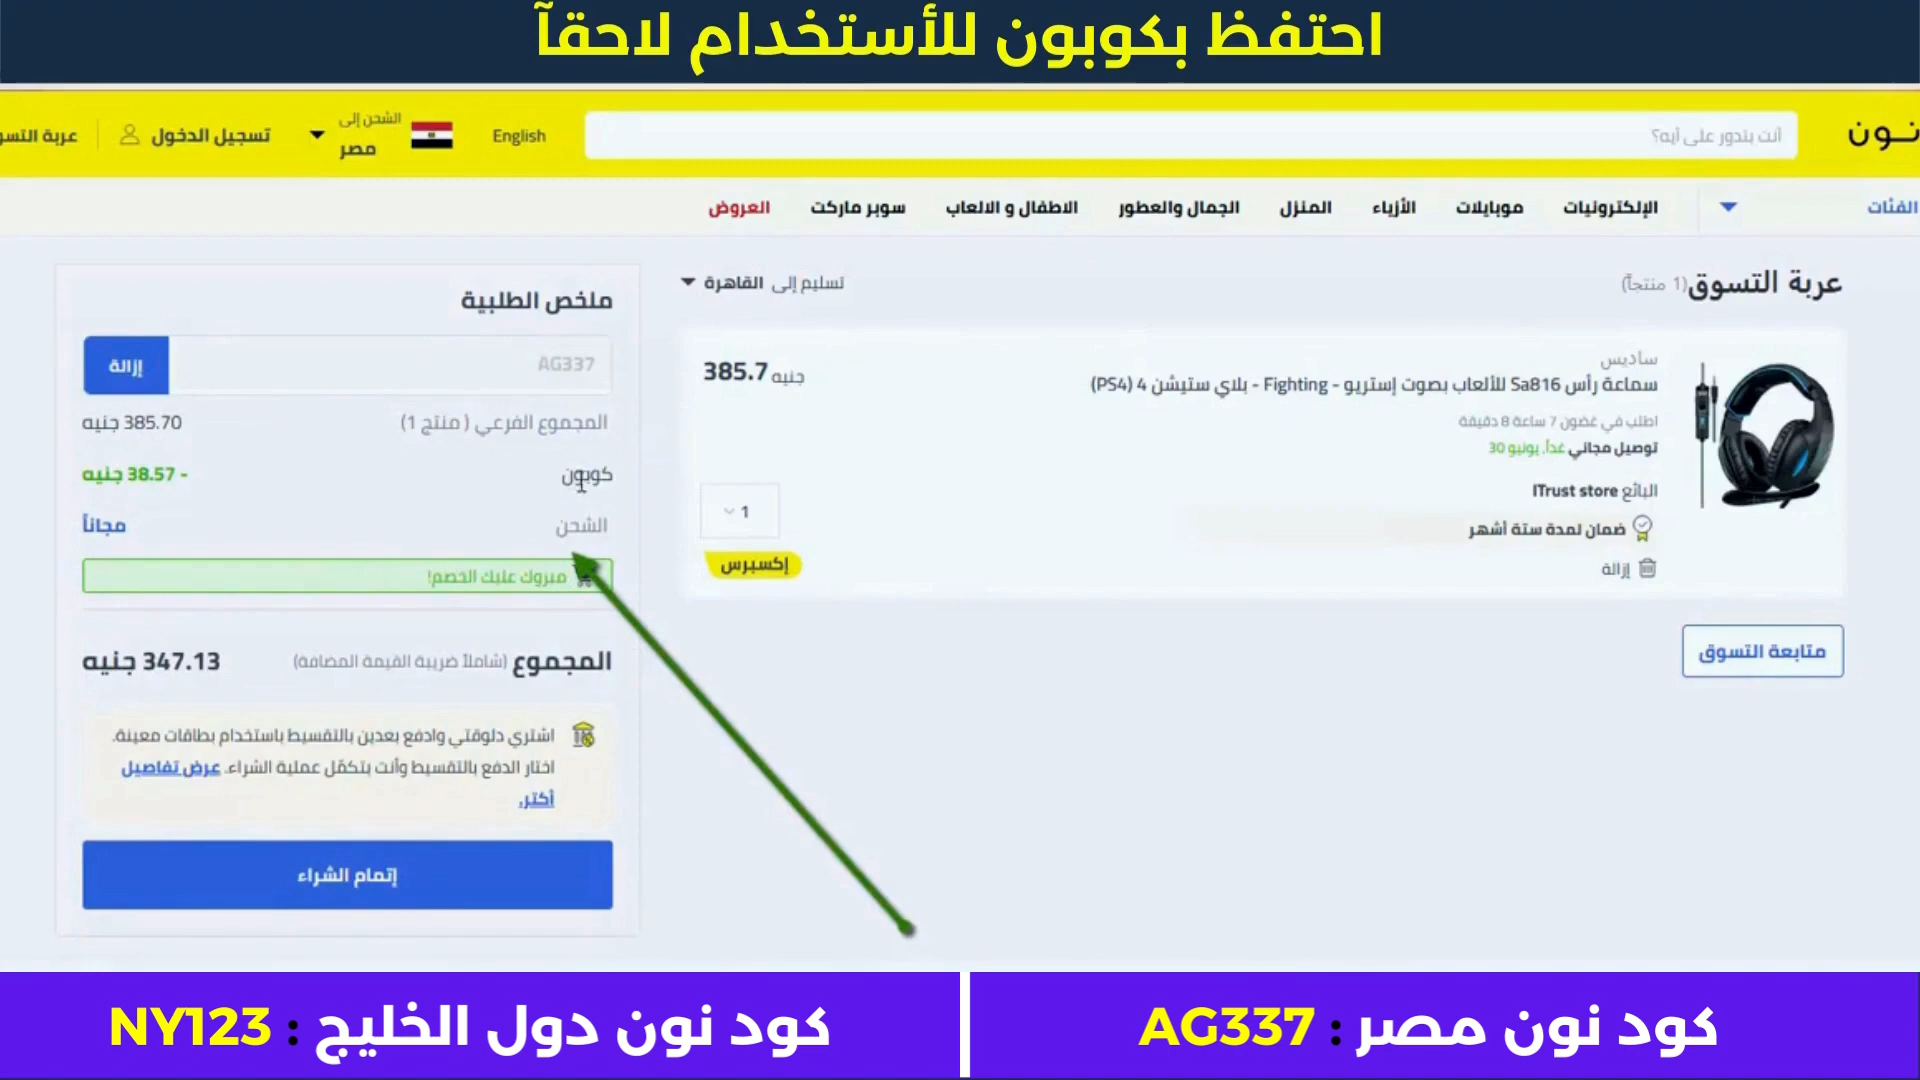 احتفظ بكوبون للأستخدام لاحقاً
نون
أنت بتدور على أيه؟
English
الشحن إلى
مصر
تسجيل الدخول
عربة التسو
الفئات
الإلكترونيات
موبايلات
الأزياء
المنزل
الجمال والعطور
الاطفال و الالعاب
سوبر ماركت
العروض
عربة التسوق (1 منتجاً)
تسليم إلى القاهرة
ساديس
سماعة رأس Sa816 للألعاب بصوت إستريو - Fighting - بلاي ستيشن 4 (PS4)
385.7 جنيه
اطلب في غضون 7 ساعة 8 دقيقة
توصيل مجاني غداً, يونيو 30
البائع ITrust store
ضمان لمدة ستة أشهر
إزالة
1
إكسبرس
متابعة التسوق
ملخص الطلبية
AG337
إزالة
المجموع الفرعي ( منتج 1)
385.70 جنيه
كوبون
- 38.57 جنيه
الشحن
مجاناً
مبروك عليك الخصم!
المجموع (شاملاً ضريبة القيمة المضافة)
347.13 جنيه
اشتري دلوقتي وادفع بعدين بالتقسيط باستخدام بطاقات معينة.
اختار الدفع بالتقسيط وأنت بتكمّل عملية الشراء. عرض تفاصيل
أكتر.
إتمام الشراء
كود نون مصر : AG337
كود نون دول الخليج : NY123